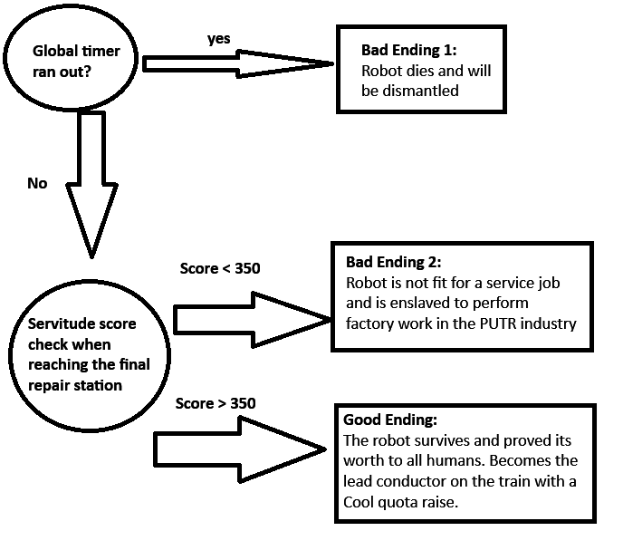 Global timer
ran out?
yes
Bad Ending 1:
Robot dies and will
be dismantled
No
Servitude score
check when
reaching the final
repair station
Score < 350
Bad Ending 2:
Robot is not fit for a service job
and is enslaved to perform
factory work in the PUTR industry
Score > 350
Good Ending:
The robot survives and proved its
worth to all humans. Becomes the
lead conductor on the train with a
Cool quota raise.